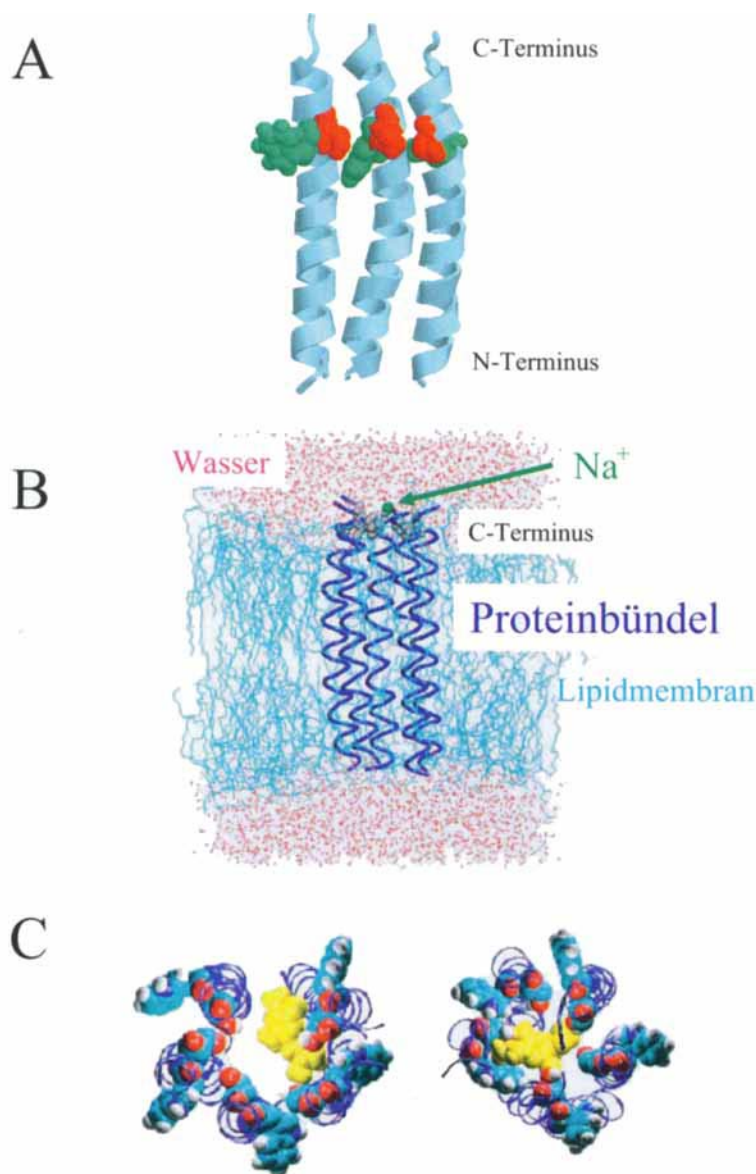 A
C-Terminus
N-Terminus
B
Wasser
Na+
C-Terminus
Proteinbündel
Lipidmembran
C